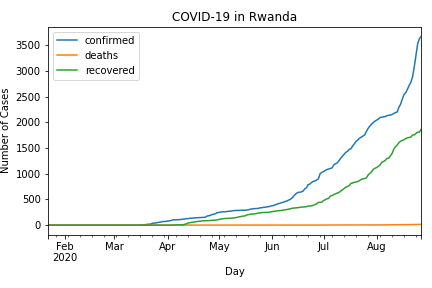 COVID-19 in Rwanda
confirmed
deaths
recovered
Number of Cases
3500
3000
2500
2000
1500
1000
500
0
Feb Mar Apr May Jun Jul Aug
2020
Day